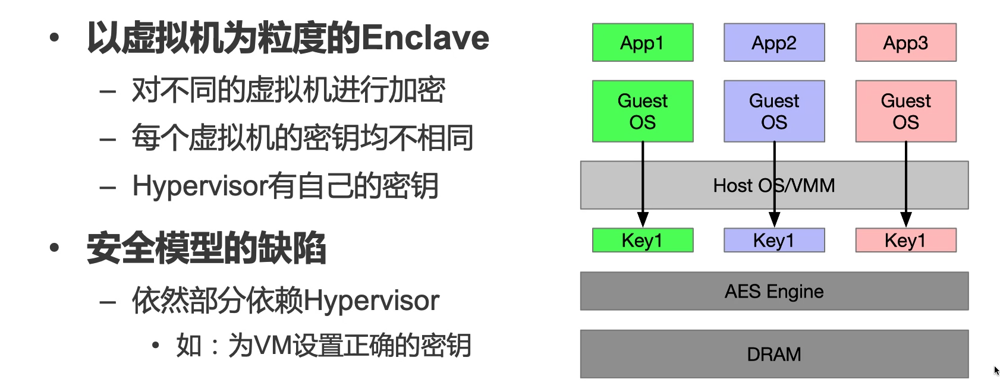 • 以虚拟机为粒度的Enclave
– 对不同的虚拟机进行加密
– 每个虚拟机的密钥均不相同
– Hypervisor有自己的密钥
• 安全模型的缺陷
– 依然部分依赖Hypervisor
• 如：为VM设置正确的密钥
App1 App2 App3
Guest Guest Guest
OS OS OS
Host OS/VMM
Key1 Key1 Key1
AES Engine
DRAM